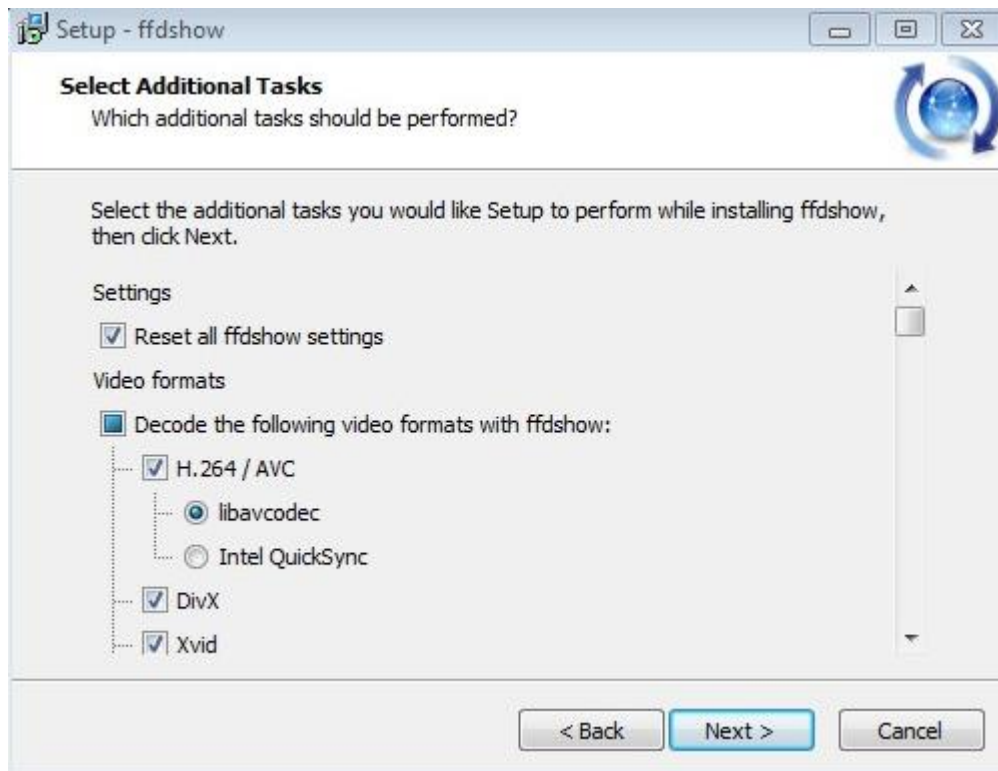 Setup - ffdshow
Select Additional Tasks
Which additional tasks should be performed?
Select the additional tasks you would like Setup to perform while installing ffdshow,
then click Next.
Settings
Reset all ffdshow settings
Video formats
Decode the following video formats with ffdshow:
H.264 / AVC
libavcodec
Intel QuickSync
DivX
Xvid
< Back
Next >
Cancel